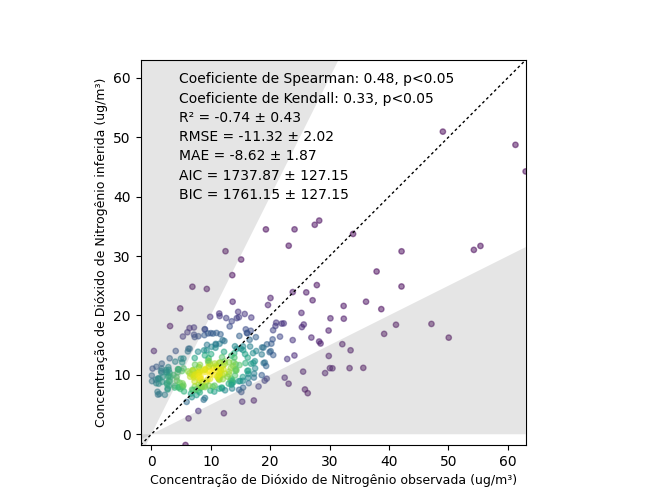 Coeficiente de Spearman: 0.48, p<0.05
Coeficiente de Kendall: 0.33, p<0.05
R² = -0.74 ± 0.43
RMSE = -11.32 ± 2.02
MAE = -8.62 ± 1.87
AIC = 1737.87 ± 127.15
BIC = 1761.15 ± 127.15
Concentração de Dióxido de Nitrogênio inferida (ug/m³)
60
50
40
30
20
10
0
0 10 20 30 40 50 60
Concentração de Dióxido de Nitrogênio observada (ug/m³)